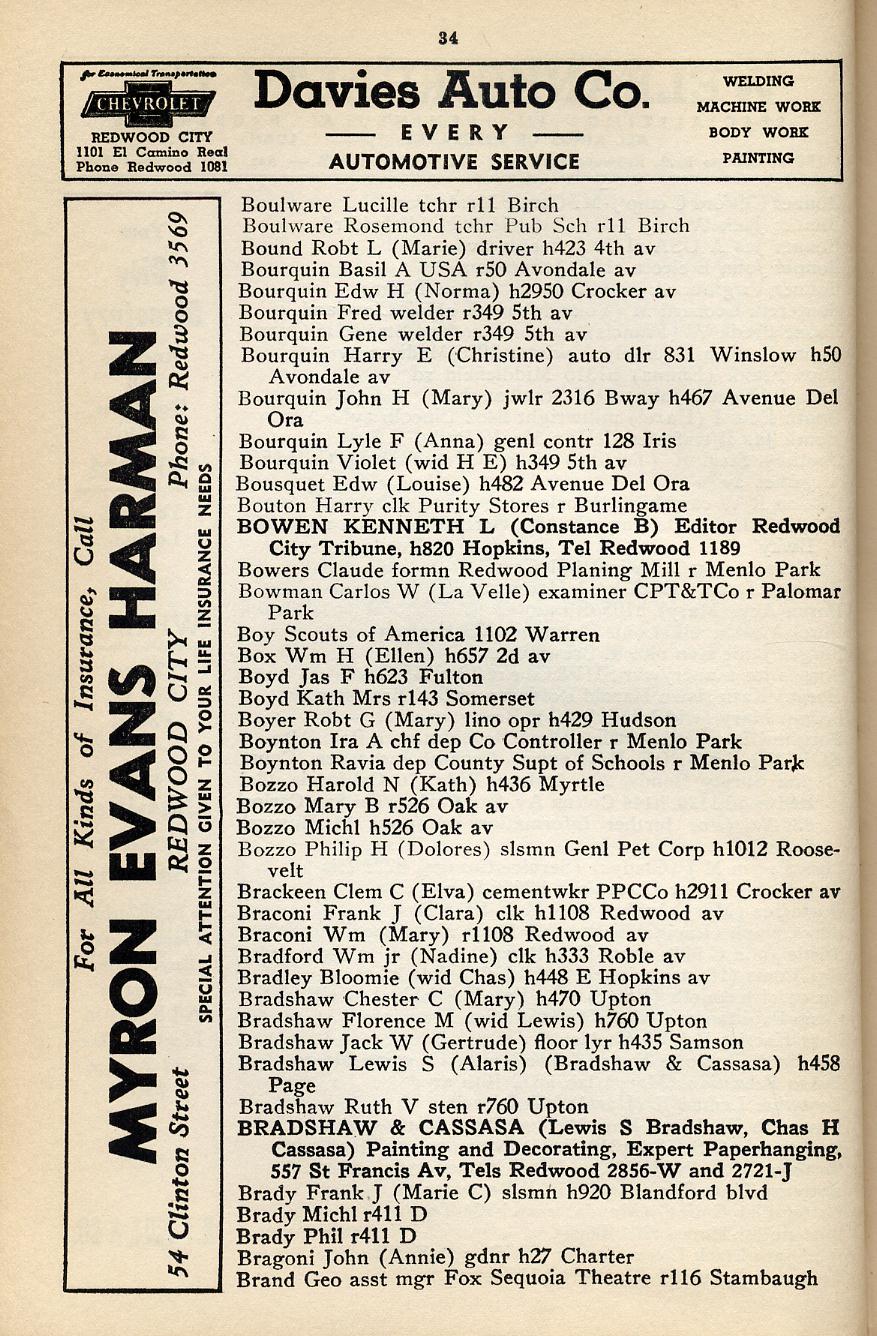 34
for Economical Transportation
CHEVROLET
REDWOOD CITY
1101 El Camino Real
Phone Redwood 1081
Davies Auto Co.
EVERY
AUTOMOTIVE SERVICE
WELDING
MACHINE WORK
BODY WORK
PAINTING
For All Kinds of Insurance, Call
MYRON EVANS HARMAN
54 Clinton Street REDWOOD CITY Phone: Redwood 3569
SPECIAL ATTENTION GIVEN TO YOUR LIFE INSURANCE NEEDS
Boulware Lucille tchr r11 Birch
Boulware Rosemond tchr Pub Sch r11 Birch
Bound Robt L (Marie) driver h423 4th av
Bourquin Basil A USA r50 Avondale av
Bourquin Edw H (Norma) h2950 Crocker av
Bourquin Fred welder r349 5th av
Bourquin Gene welder r349 5th av
Bourquin Harry E (Christine) auto dlr 831 Winslow h50
Avondale av
Bourquin John H (Mary) jwlr 2316 Bway h467 Avenue Del
Ora
Bourquin Lyle F (Anna) genl contr 128 Iris
Bourquin Violet (wid H E) h349 5th av
Bousquet Edw (Louise) h482 Avenue Del Ora
Bouton Harry clk Purity Stores r Burlingame
BOWEN KENNETH L (Constance B) Editor Redwood
City Tribune, h820 Hopkins, Tel Redwood 1189
Bowers Claude formn Redwood Planing Mill r Menlo Park
Bowman Carlos W (La Velle) examiner CPT&TCo r Palomar
Park
Boy Scouts of America 1102 Warren
Box Wm H (Ellen) h657 2d av
Boyd Jas F h623 Fulton
Boyd Kath Mrs r143 Somerset
Boyer Robt G (Mary) lino opr h429 Hudson
Boynton Ira A chf dep Co Controller r Menlo Park
Boynton Ravia dep County Supt of Schools r Menlo Park
Bozzo Harold N (Kath) h436 Myrtle
Bozzo Mary B r526 Oak av
Bozzo Michl h526 Oak av
Bozzo Philip H (Dolores) slsmn Genl Pet Corp h1012 Roose-
velt
Brackeen Clem C (Elva) cementwkr PPCCo h2911 Crocker av
Braconi Frank J (Clara) clk h1108 Redwood av
Braconi Wm (Mary) r1108 Redwood av
Bradford Wm jr (Nadine) clk h333 Roble av
Bradley Bloomie (wid Chas) h448 E Hopkins av
Bradshaw Chester C (Mary) h470 Upton
Bradshaw Florence M (wid Lewis) h760 Upton
Bradshaw Jack W (Gertrude) floor lyr h435 Samson
Bradshaw Lewis S (Alaris) (Bradshaw & Cassasa) h458
Page
Bradshaw Ruth V sten r760 Upton
BRADSHAW & CASSASA (Lewis S Bradshaw, Chas H
Cassasa) Painting and Decorating, Expert Paperhanging,
557 St Francis Av, Tels Redwood 2856-W and 2721-J
Brady Frank J (Marie C) slsmn h920 Blandford blvd
Brady Michl r411 D
Brady Phil r411 D
Bragoni John (Annie) gdnr h27 Charter
Brand Geo asst mgr Fox Sequoia Theatre r116 Stambaugh